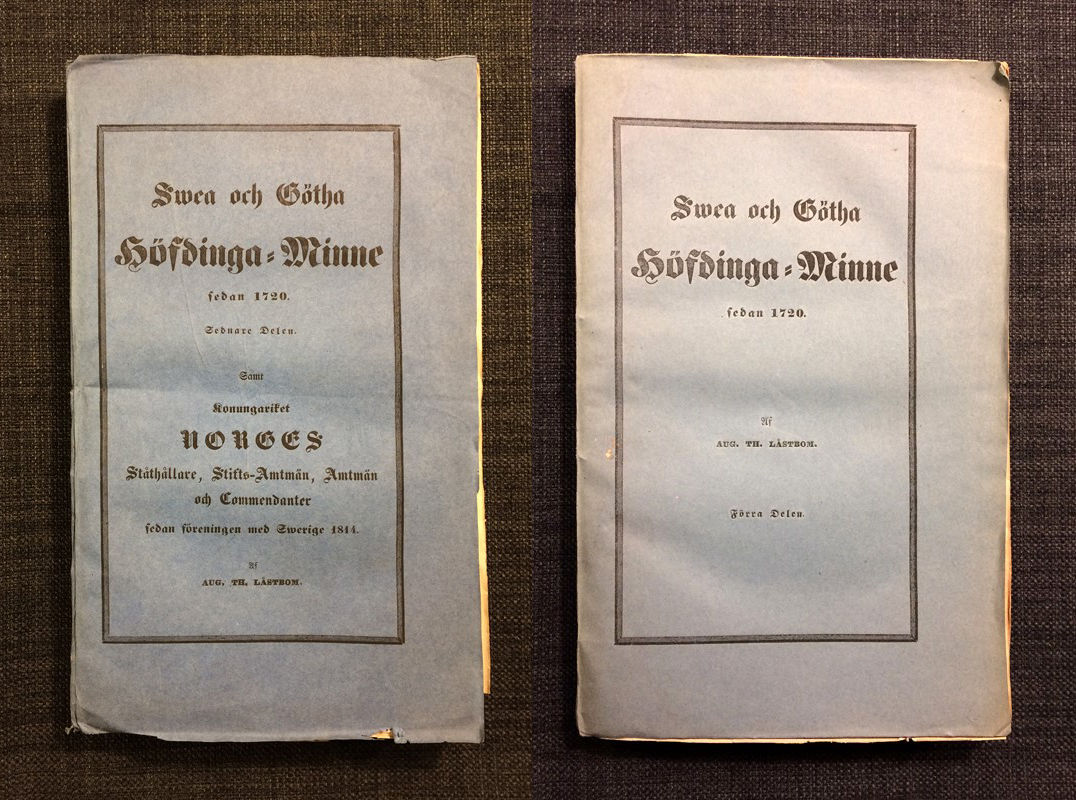 Swea och Götha
Höfdinga-Minne
sedan 1720.
Sednare Delen.
Samt
Konungariket
NORGES
Ståthållare, Stifts-Amtmän, Amtmän
och Commendanter
sedan föreningen med Swerige 1814.
Af
AUG. TH. LÅSTBOM.
Swea och Götha
Höfdinga-Minne
sedan 1720.
Af
AUG. TH. LÅSTBOM.
Förra Delen.